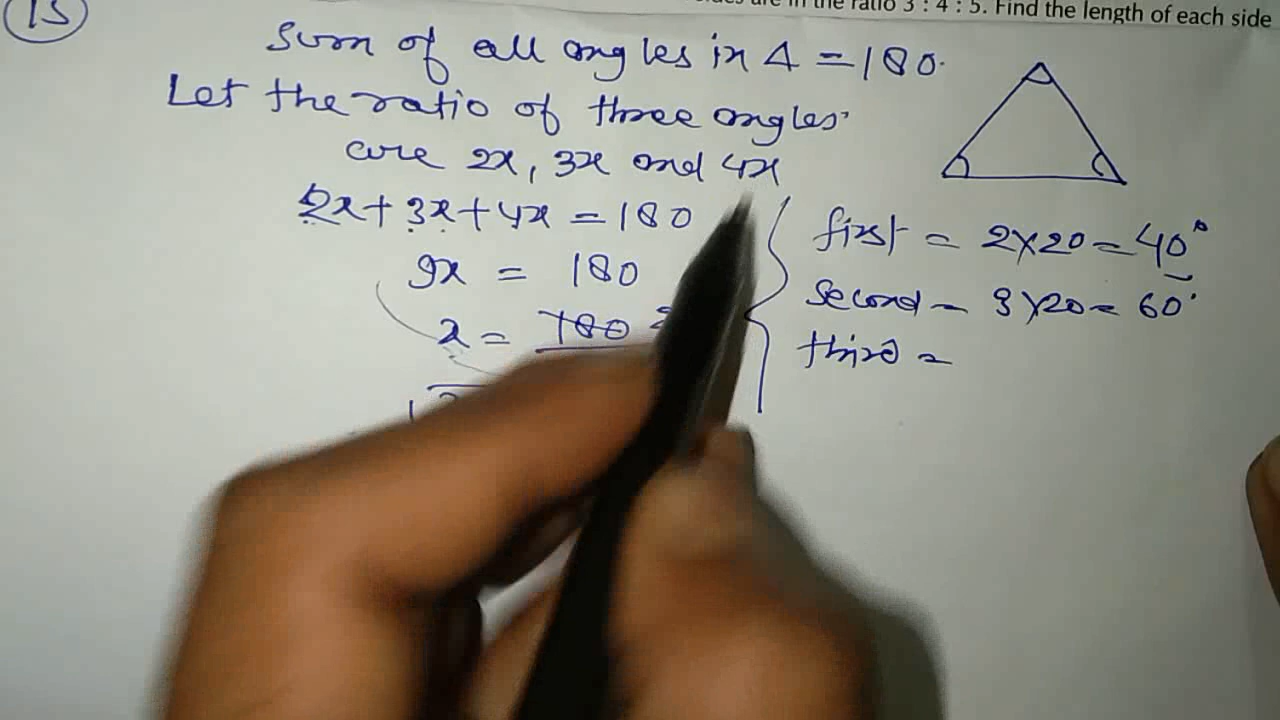 15
sides are in the ratio 3 : 4 : 5. Find the length of each side
Sum of all angles in Δ = 180.
Let the ratio of three angles
are 2x, 3x and 4x
2x + 3x + 4x = 180
9x = 180
x = 180
first = 2×20 = 40°
second = 3×20 = 60°
third =